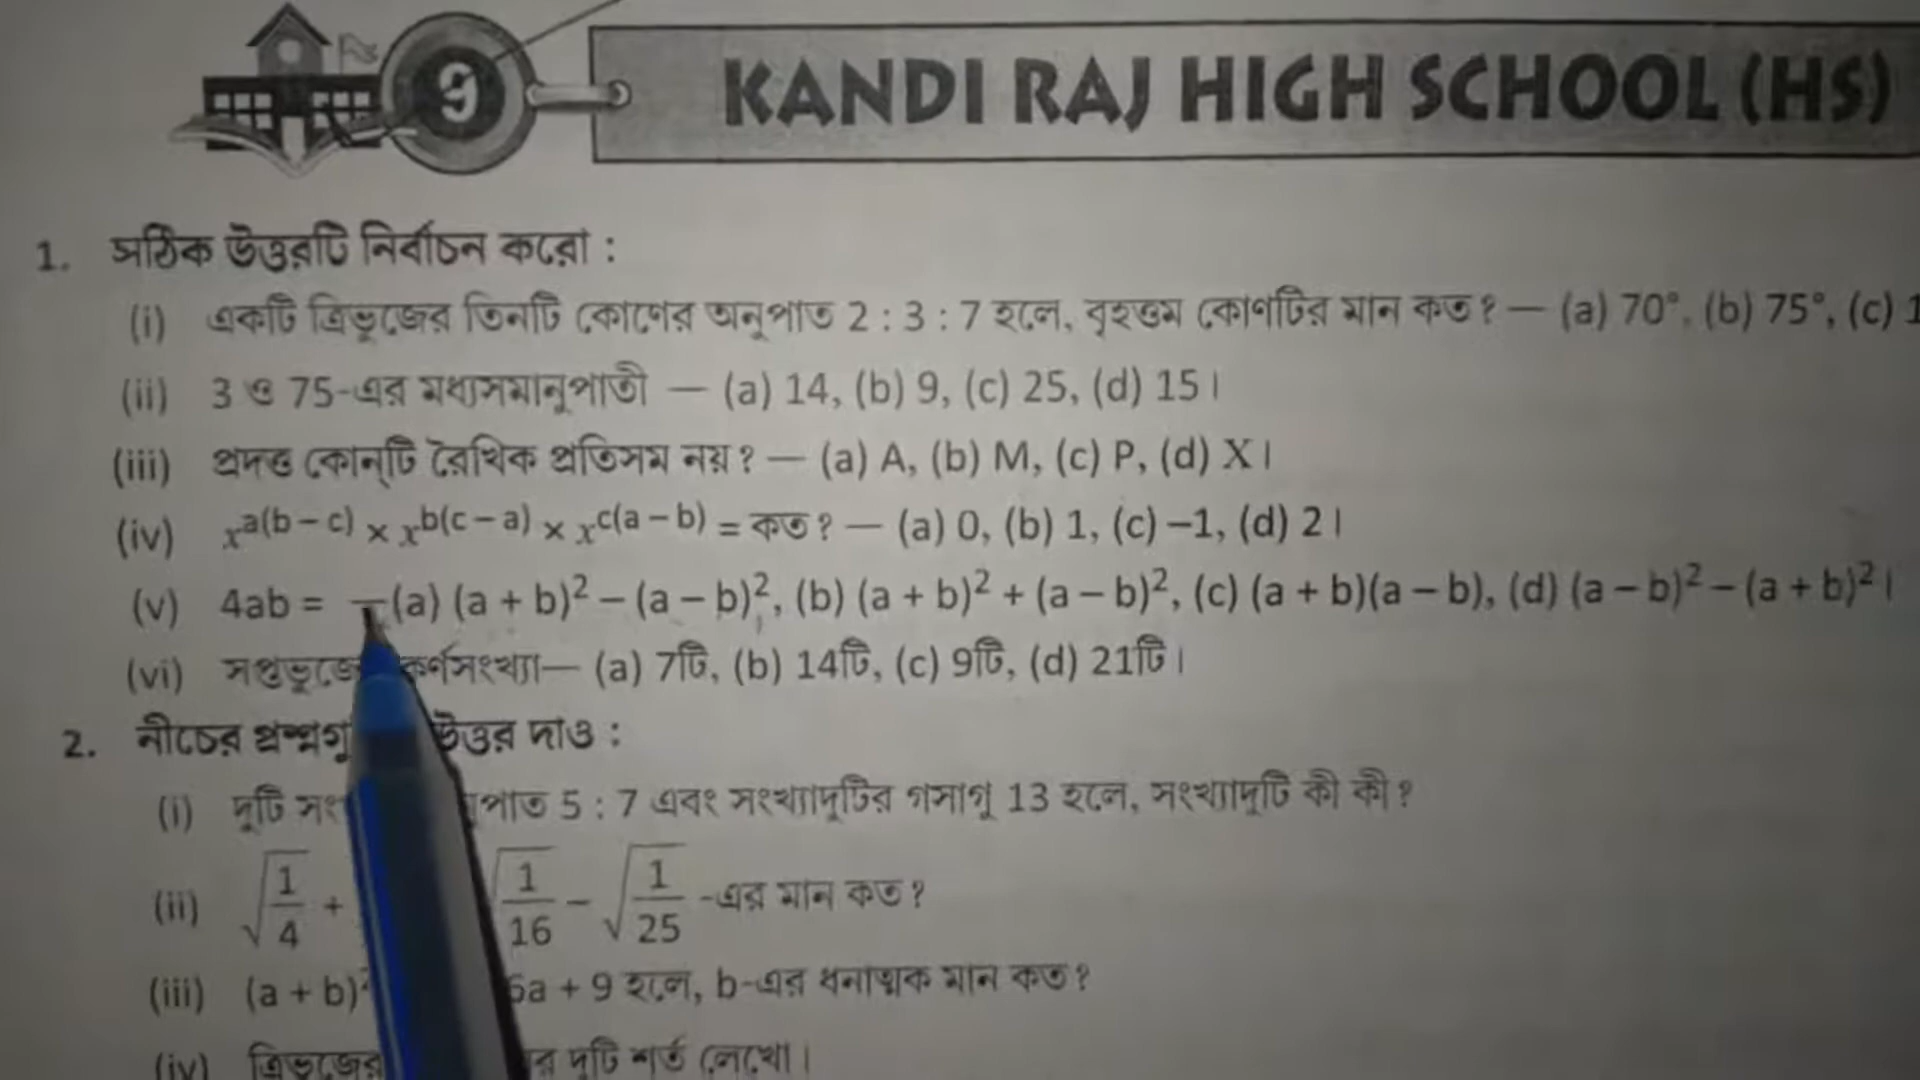 9 KANDI RAJ HIGH SCHOOL (HS)
1. সঠিক উত্তরটি নির্বাচন করো :
(i) একটি ত্রিভুজের তিনটি কোণের অনুপাত 2 : 3 : 7 হলে, বৃহত্তম কোণটির মান কত? — (a) 70°, (b) 75°, (c) 1
(ii) 3 ও 75-এর মধ্যসমানুপাতী — (a) 14, (b) 9, (c) 25, (d) 15।
(iii) প্রদত্ত কোন্‌টি রৈখিক প্রতিসম নয়? — (a) A, (b) M, (c) P, (d) X।
(iv) x^{a(b – c)} × x^{b(c – a)} × x^{c(a – b)} = কত? — (a) 0, (b) 1, (c) –1, (d) 2।
(v) 4ab = — (a) (a + b)² – (a – b)², (b) (a + b)² + (a – b)², (c) (a + b)(a – b), (d) (a – b)² – (a + b)²।
(vi) কর্ণসংখ্যা— (a) 7টি, (b) 14টি, (c) 9টি, (d) 21টি।
2. নীচের উত্তর দাও :
(i) দুটি 5 : 7 এবং সংখ্যাদুটির গসাগু 13 হলে, সংখ্যাদুটি কী কী?
(ii) √(1/4) + √(1/16) – √(1/25) -এর মান কত?
(iii) (a + b)² 6a + 9 হলে, b-এর ধনাত্মক মান কত?
(iv) ত্রিভুজের দুটি শর্ত লেখো।